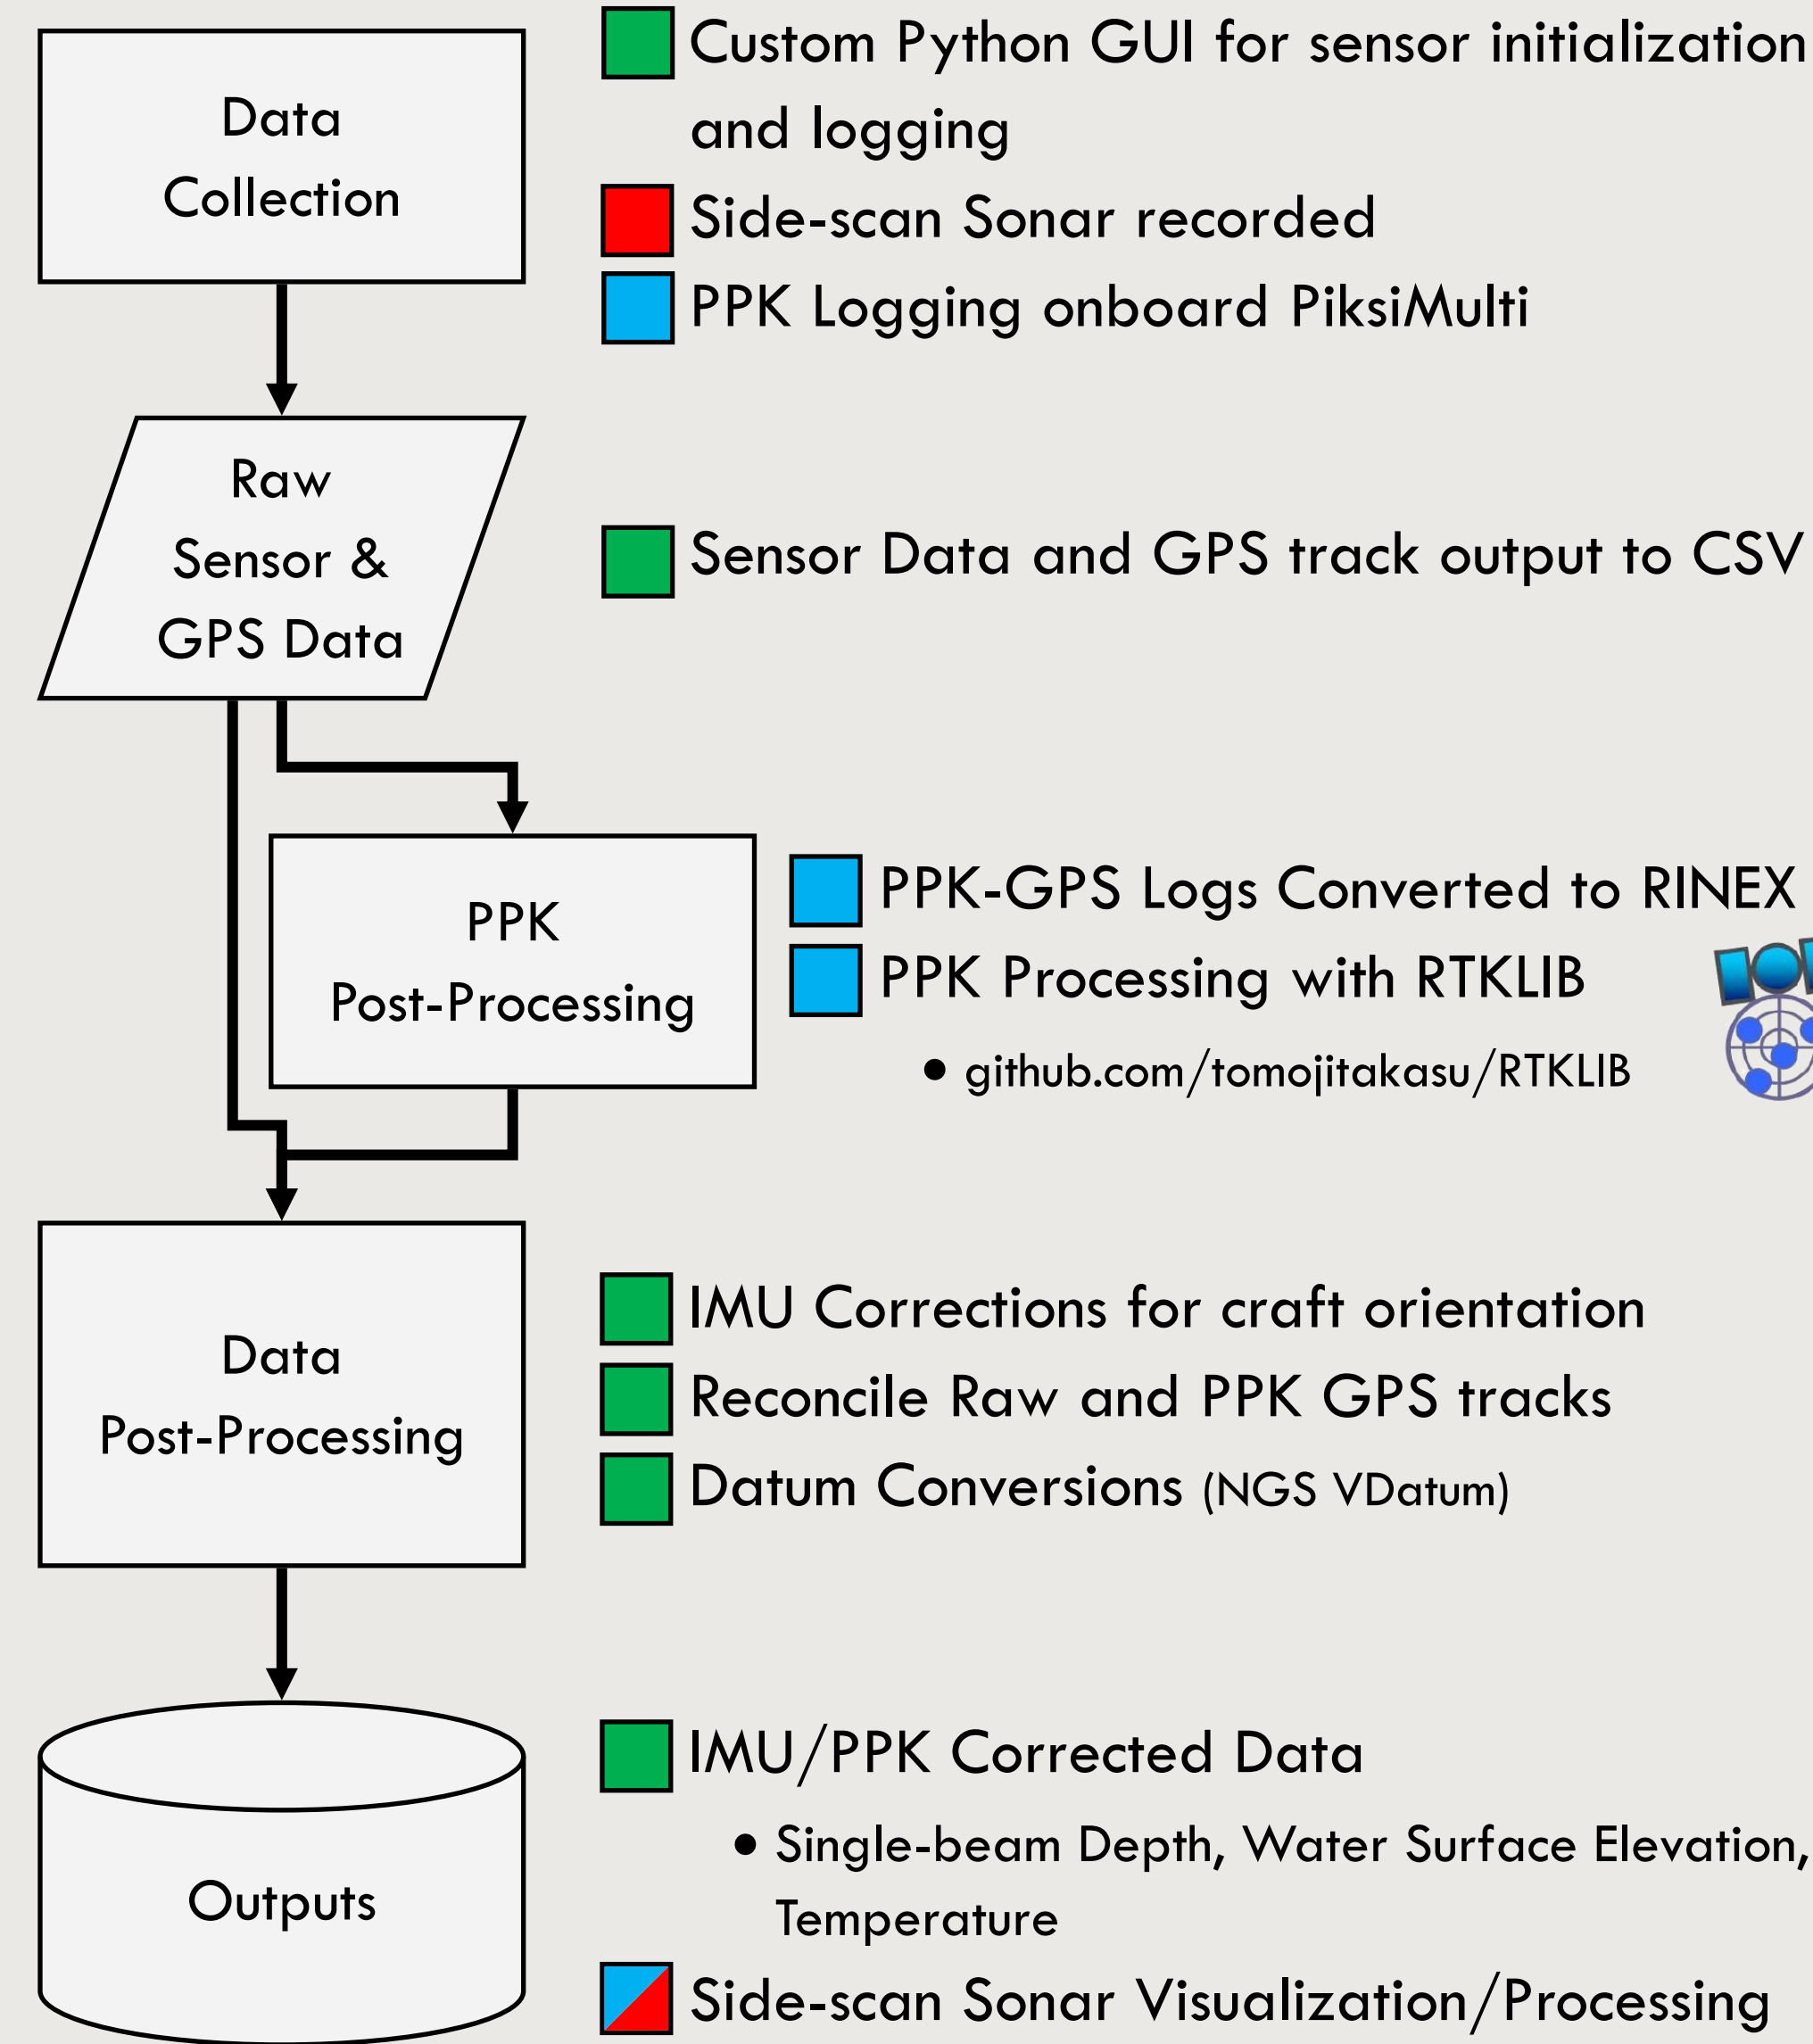 Data
Collection
Custom Python GUI for sensor initialization
and logging
Side-scan Sonar recorded
PPK Logging onboard PiksiMulti
Raw
Sensor &
GPS Data
Sensor Data and GPS track output to CSV
PPK
Post-Processing
PPK-GPS Logs Converted to RINEX
PPK Processing with RTKLIB
• github.com/tomojitakasu/RTKLIB
Data
Post-Processing
IMU Corrections for craft orientation
Reconcile Raw and PPK GPS tracks
Datum Conversions (NGS VDatum)
Outputs
IMU/PPK Corrected Data
• Single-beam Depth, Water Surface Elevation,
Temperature
Side-scan Sonar Visualization/Processing